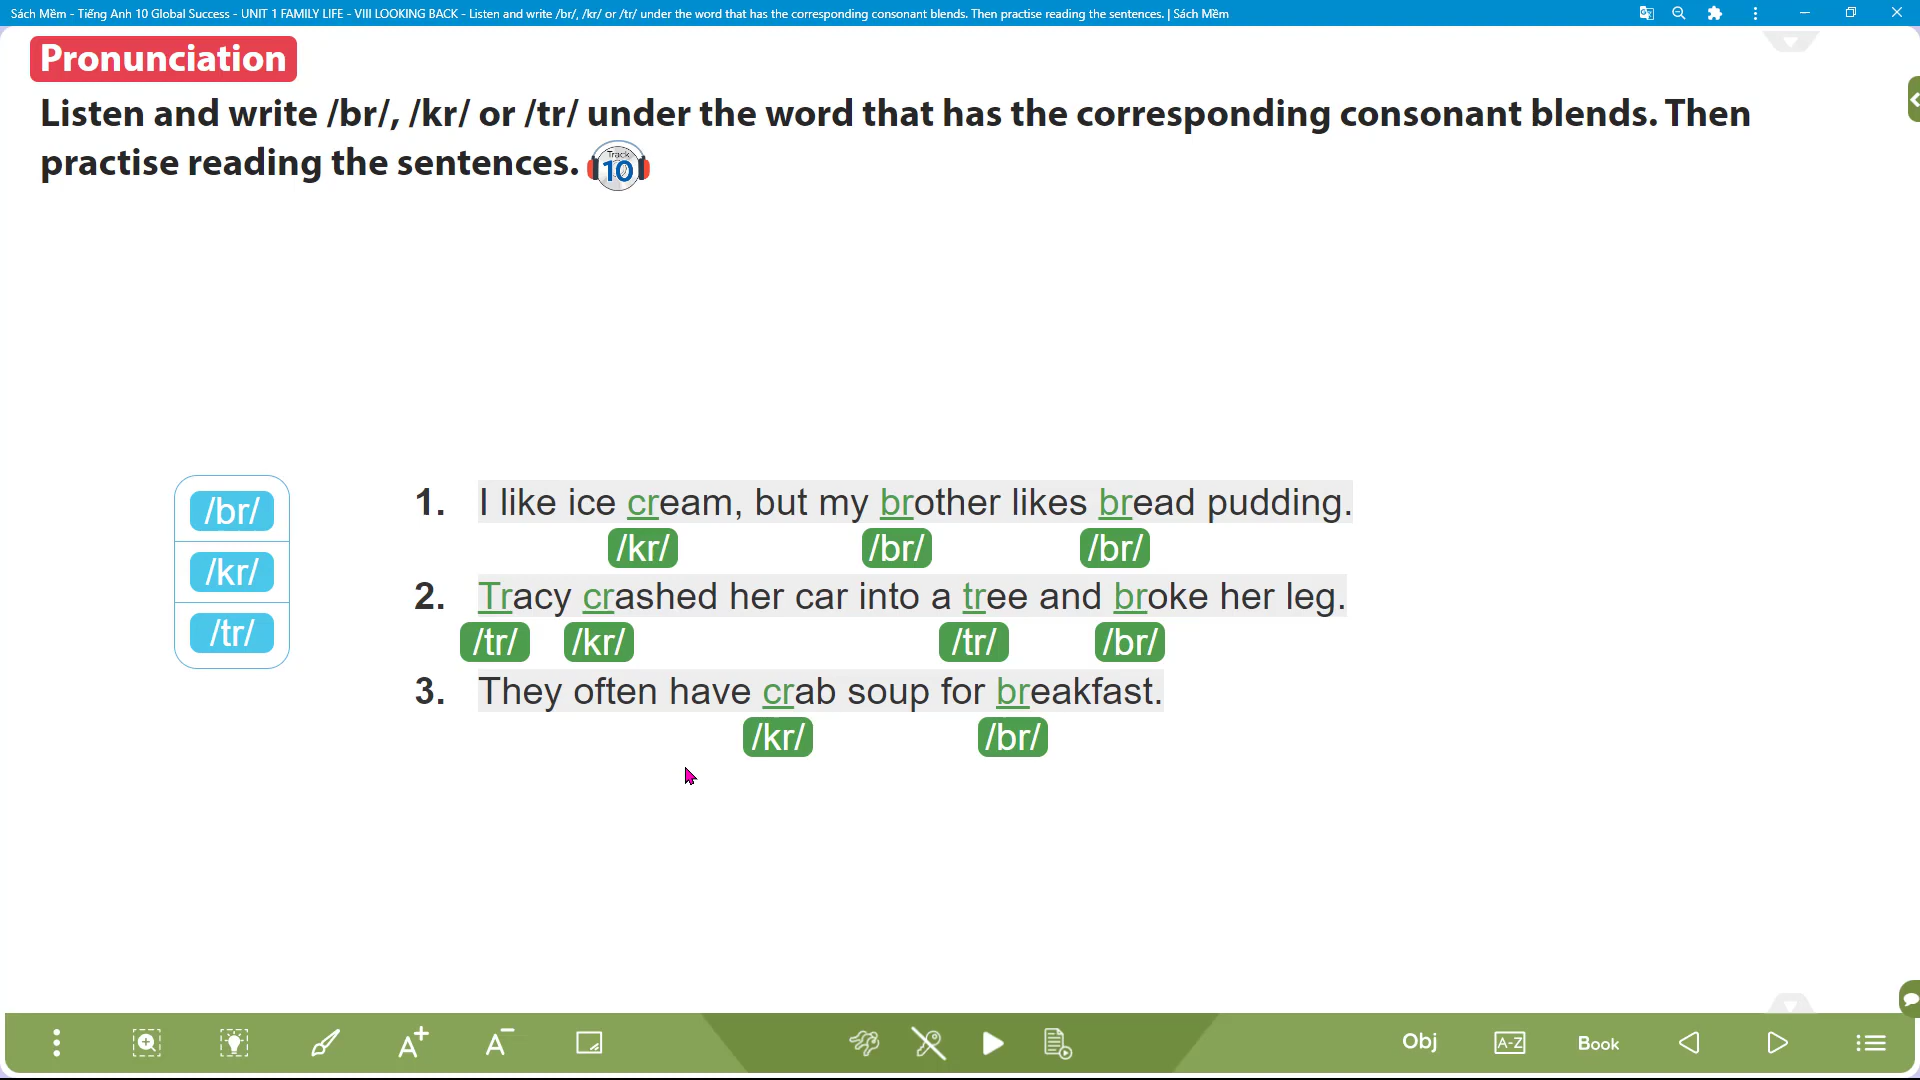 Sách Mềm - Tiếng Anh 10 Global Success - UNIT 1 FAMILY LIFE - VIII LOOKING BACK - Listen and write /br/, /kr/ or /tr/ under the word that has the corresponding consonant blends. Then practise reading the sentences. | Sách Mềm
Pronunciation
Listen and write /br/, /kr/ or /tr/ under the word that has the corresponding consonant blends. Then
practise reading the sentences. Track 10
/br/
/kr/
/tr/
1. I like ice cream, but my brother likes bread pudding.
/kr/ /br/ /br/
2. Tracy crashed her car into a tree and broke her leg.
/tr/ /kr/ /tr/ /br/
3. They often have crab soup for breakfast.
/kr/ /br/
A+ A- Obj A-Z Book